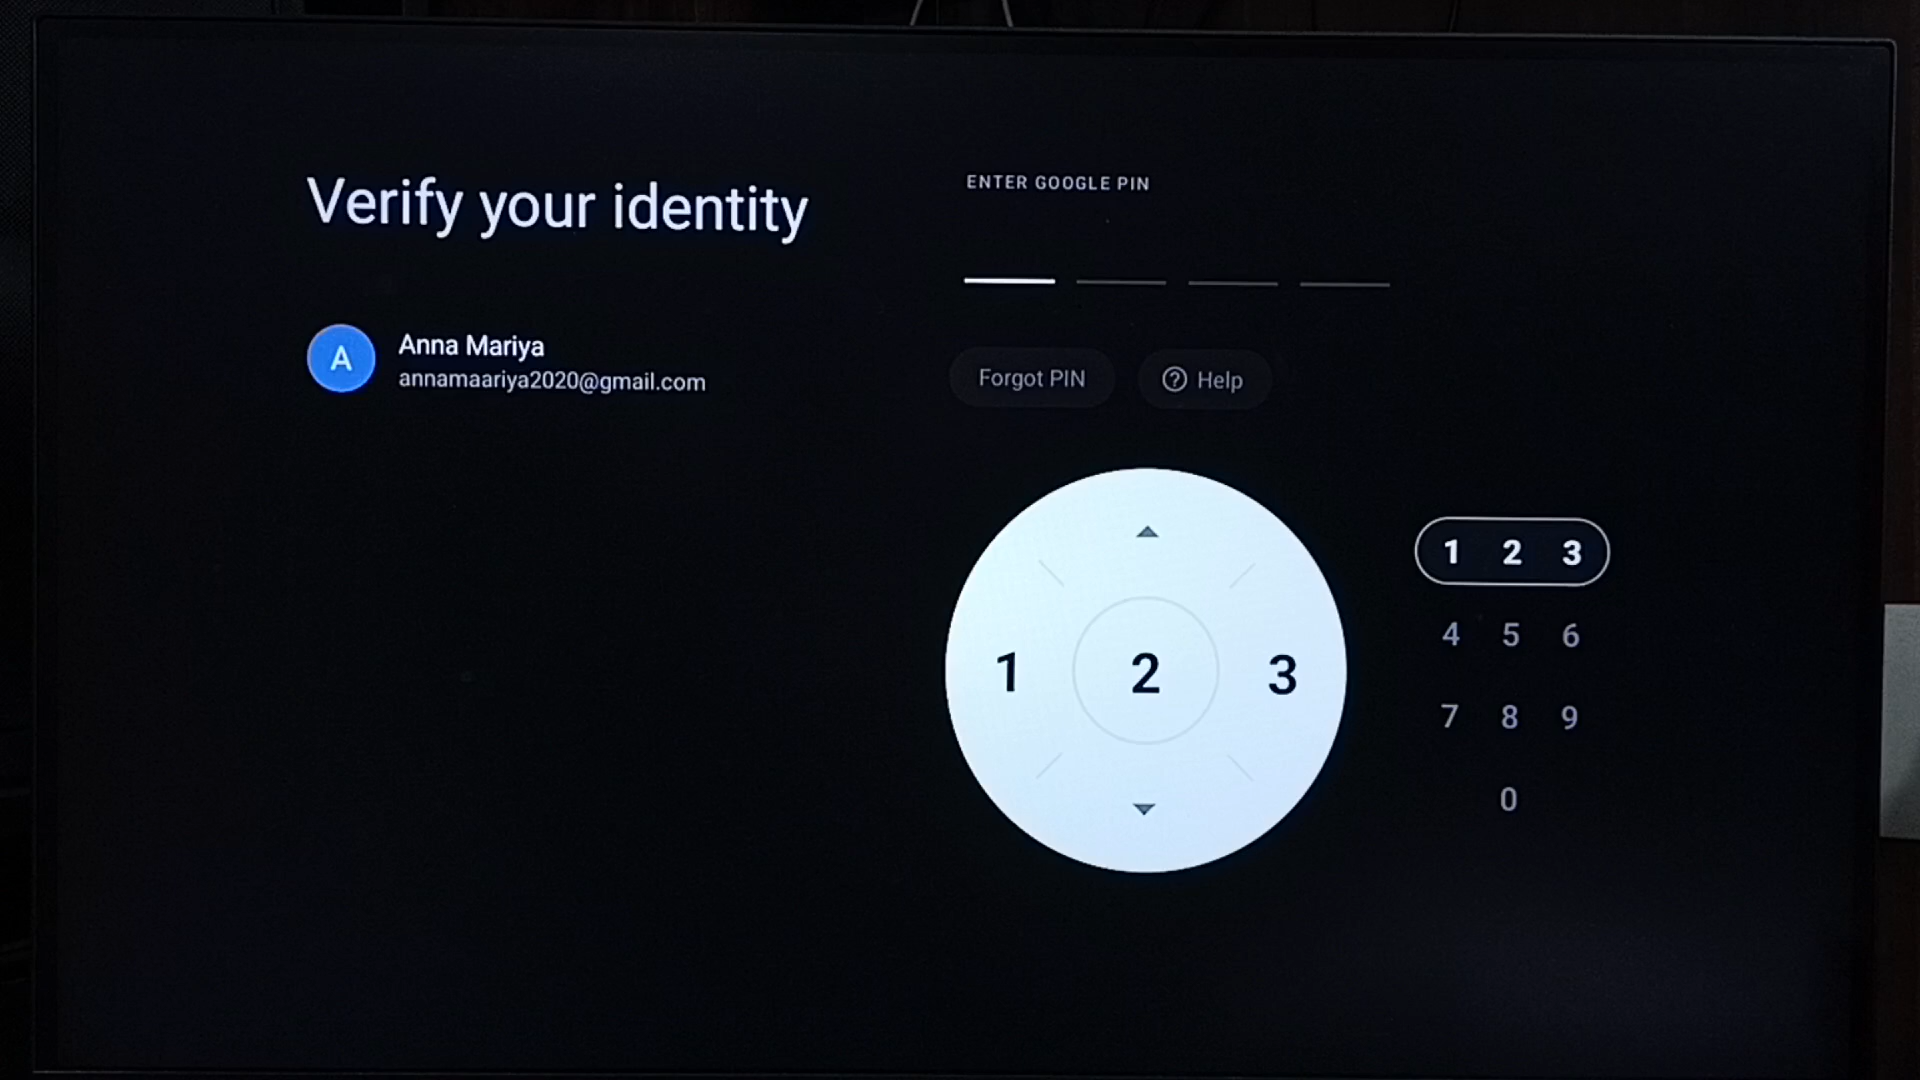 Verify your identity
Anna Mariya
annamaariya2020@gmail.com
ENTER GOOGLE PIN
Forgot PIN
? Help
1 2 3
1 2 3
4 5 6
7 8 9
0